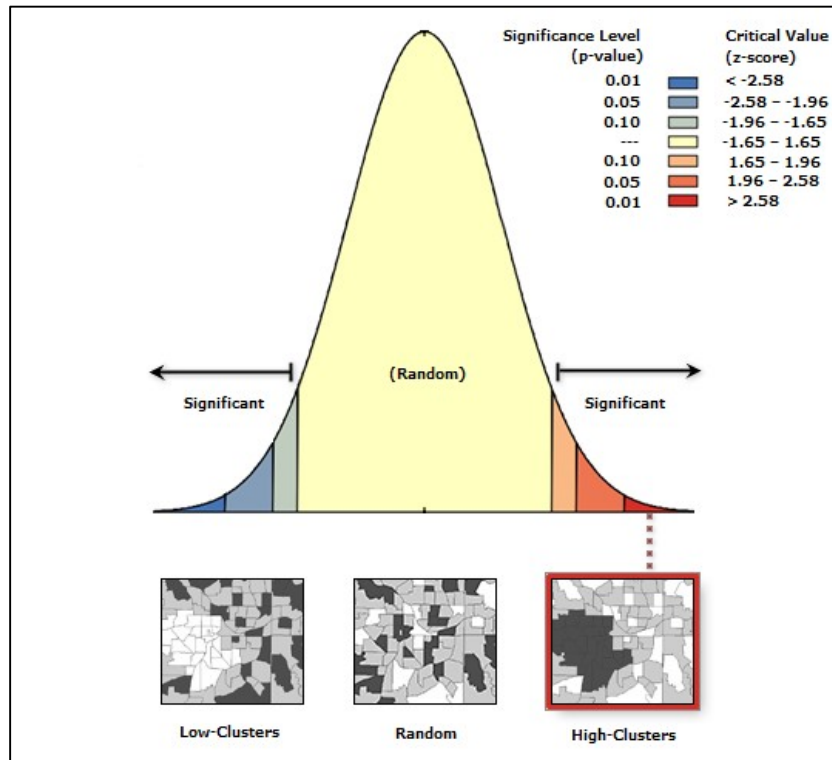 Significance Level Critical Value
(p-value) (z-score)
0.01 < -2.58
0.05 -2.58 – -1.96
0.10 -1.96 – -1.65
--- -1.65 – 1.65
0.10 1.65 – 1.96
0.05 1.96 – 2.58
0.01 > 2.58
(Random)
Significant Significant
Low-Clusters Random High-Clusters